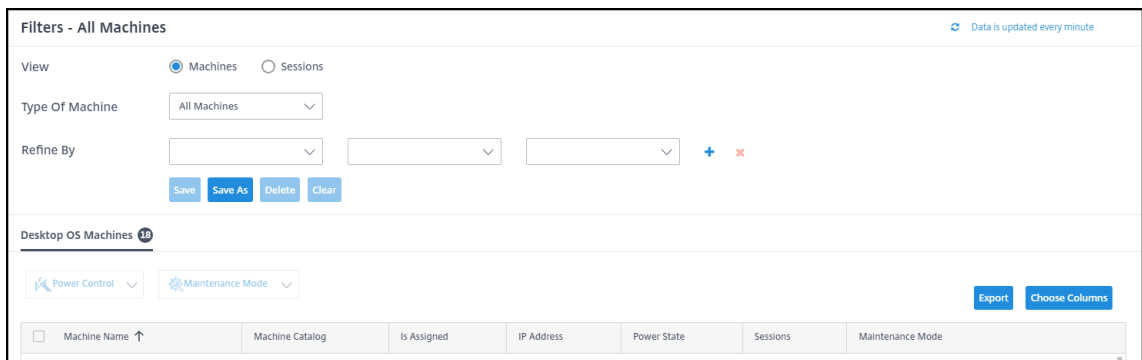 Filters - All Machines
Data is updated every minute
View
Machines
Sessions
Type Of Machine
All Machines
Refine By
Save
Save As
Delete
Clear
Desktop OS Machines 18
Power Control
Maintenance Mode
Export
Choose Columns
Machine Name
Machine Catalog
Is Assigned
IP Address
Power State
Sessions
Maintenance Mode